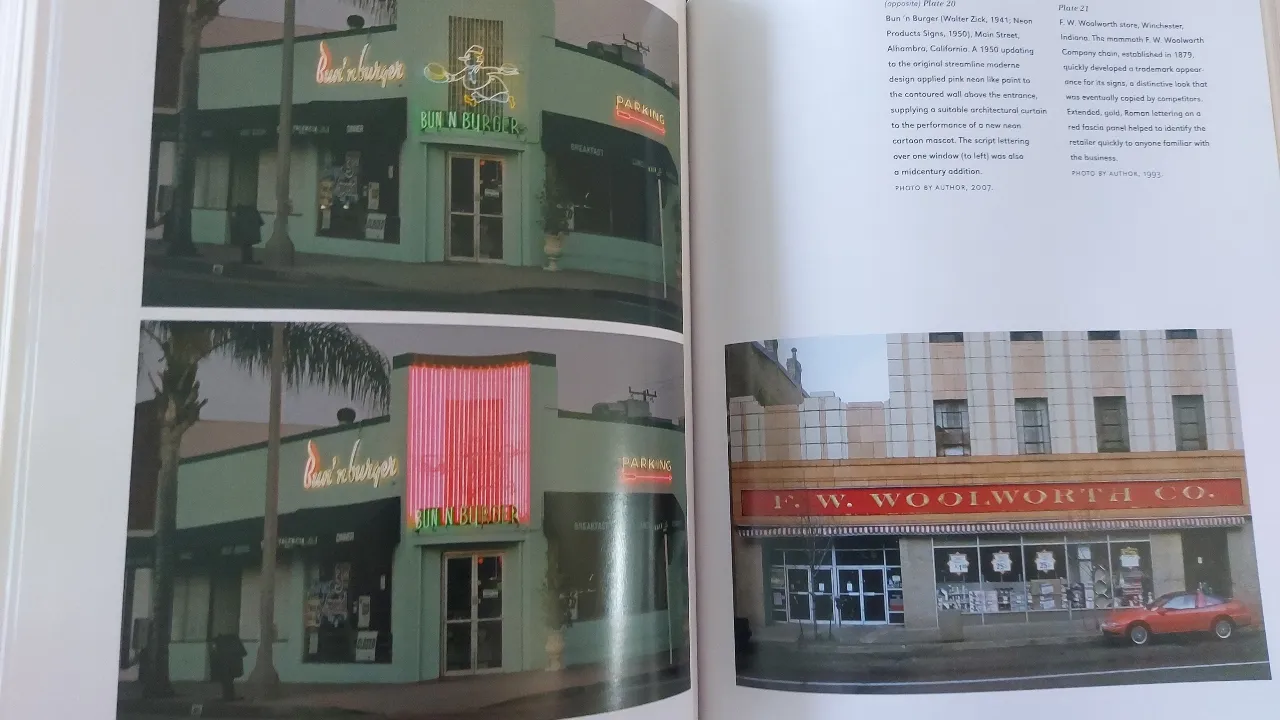 Bun 'n burger
BUN 'N BURGER
PARKING
BREAKFAST
DINNER
Bun 'n burger
BUN 'N BURGER
PARKING
BREAKFAST
DINNER
(opposite) Plate 20
Bun 'n Burger (Walter Zick, 1941; Neon
Products Signs, 1950), Main Street,
Alhambra, California. A 1950 updating
to the original streamline moderne
design applied pink neon like paint to
the contoured wall above the entrance,
supplying a suitable architectural curtain
to the performance of a new neon
cartoon mascot. The script lettering
over one window (to left) was also
a midcentury addition.
PHOTO BY AUTHOR, 2007.
Plate 21
F. W. Woolworth store, Winchester,
Indiana. The mammoth F. W. Woolworth
Company chain, established in 1879,
quickly developed a trademark appear-
ance for its signs, a distinctive look that
was eventually copied by competitors.
Extended, gold, Roman lettering on a
red fascia panel helped to identify the
retailer quickly to anyone familiar with
the business.
PHOTO BY AUTHOR, 1993.
F. W. WOOLWORTH CO.